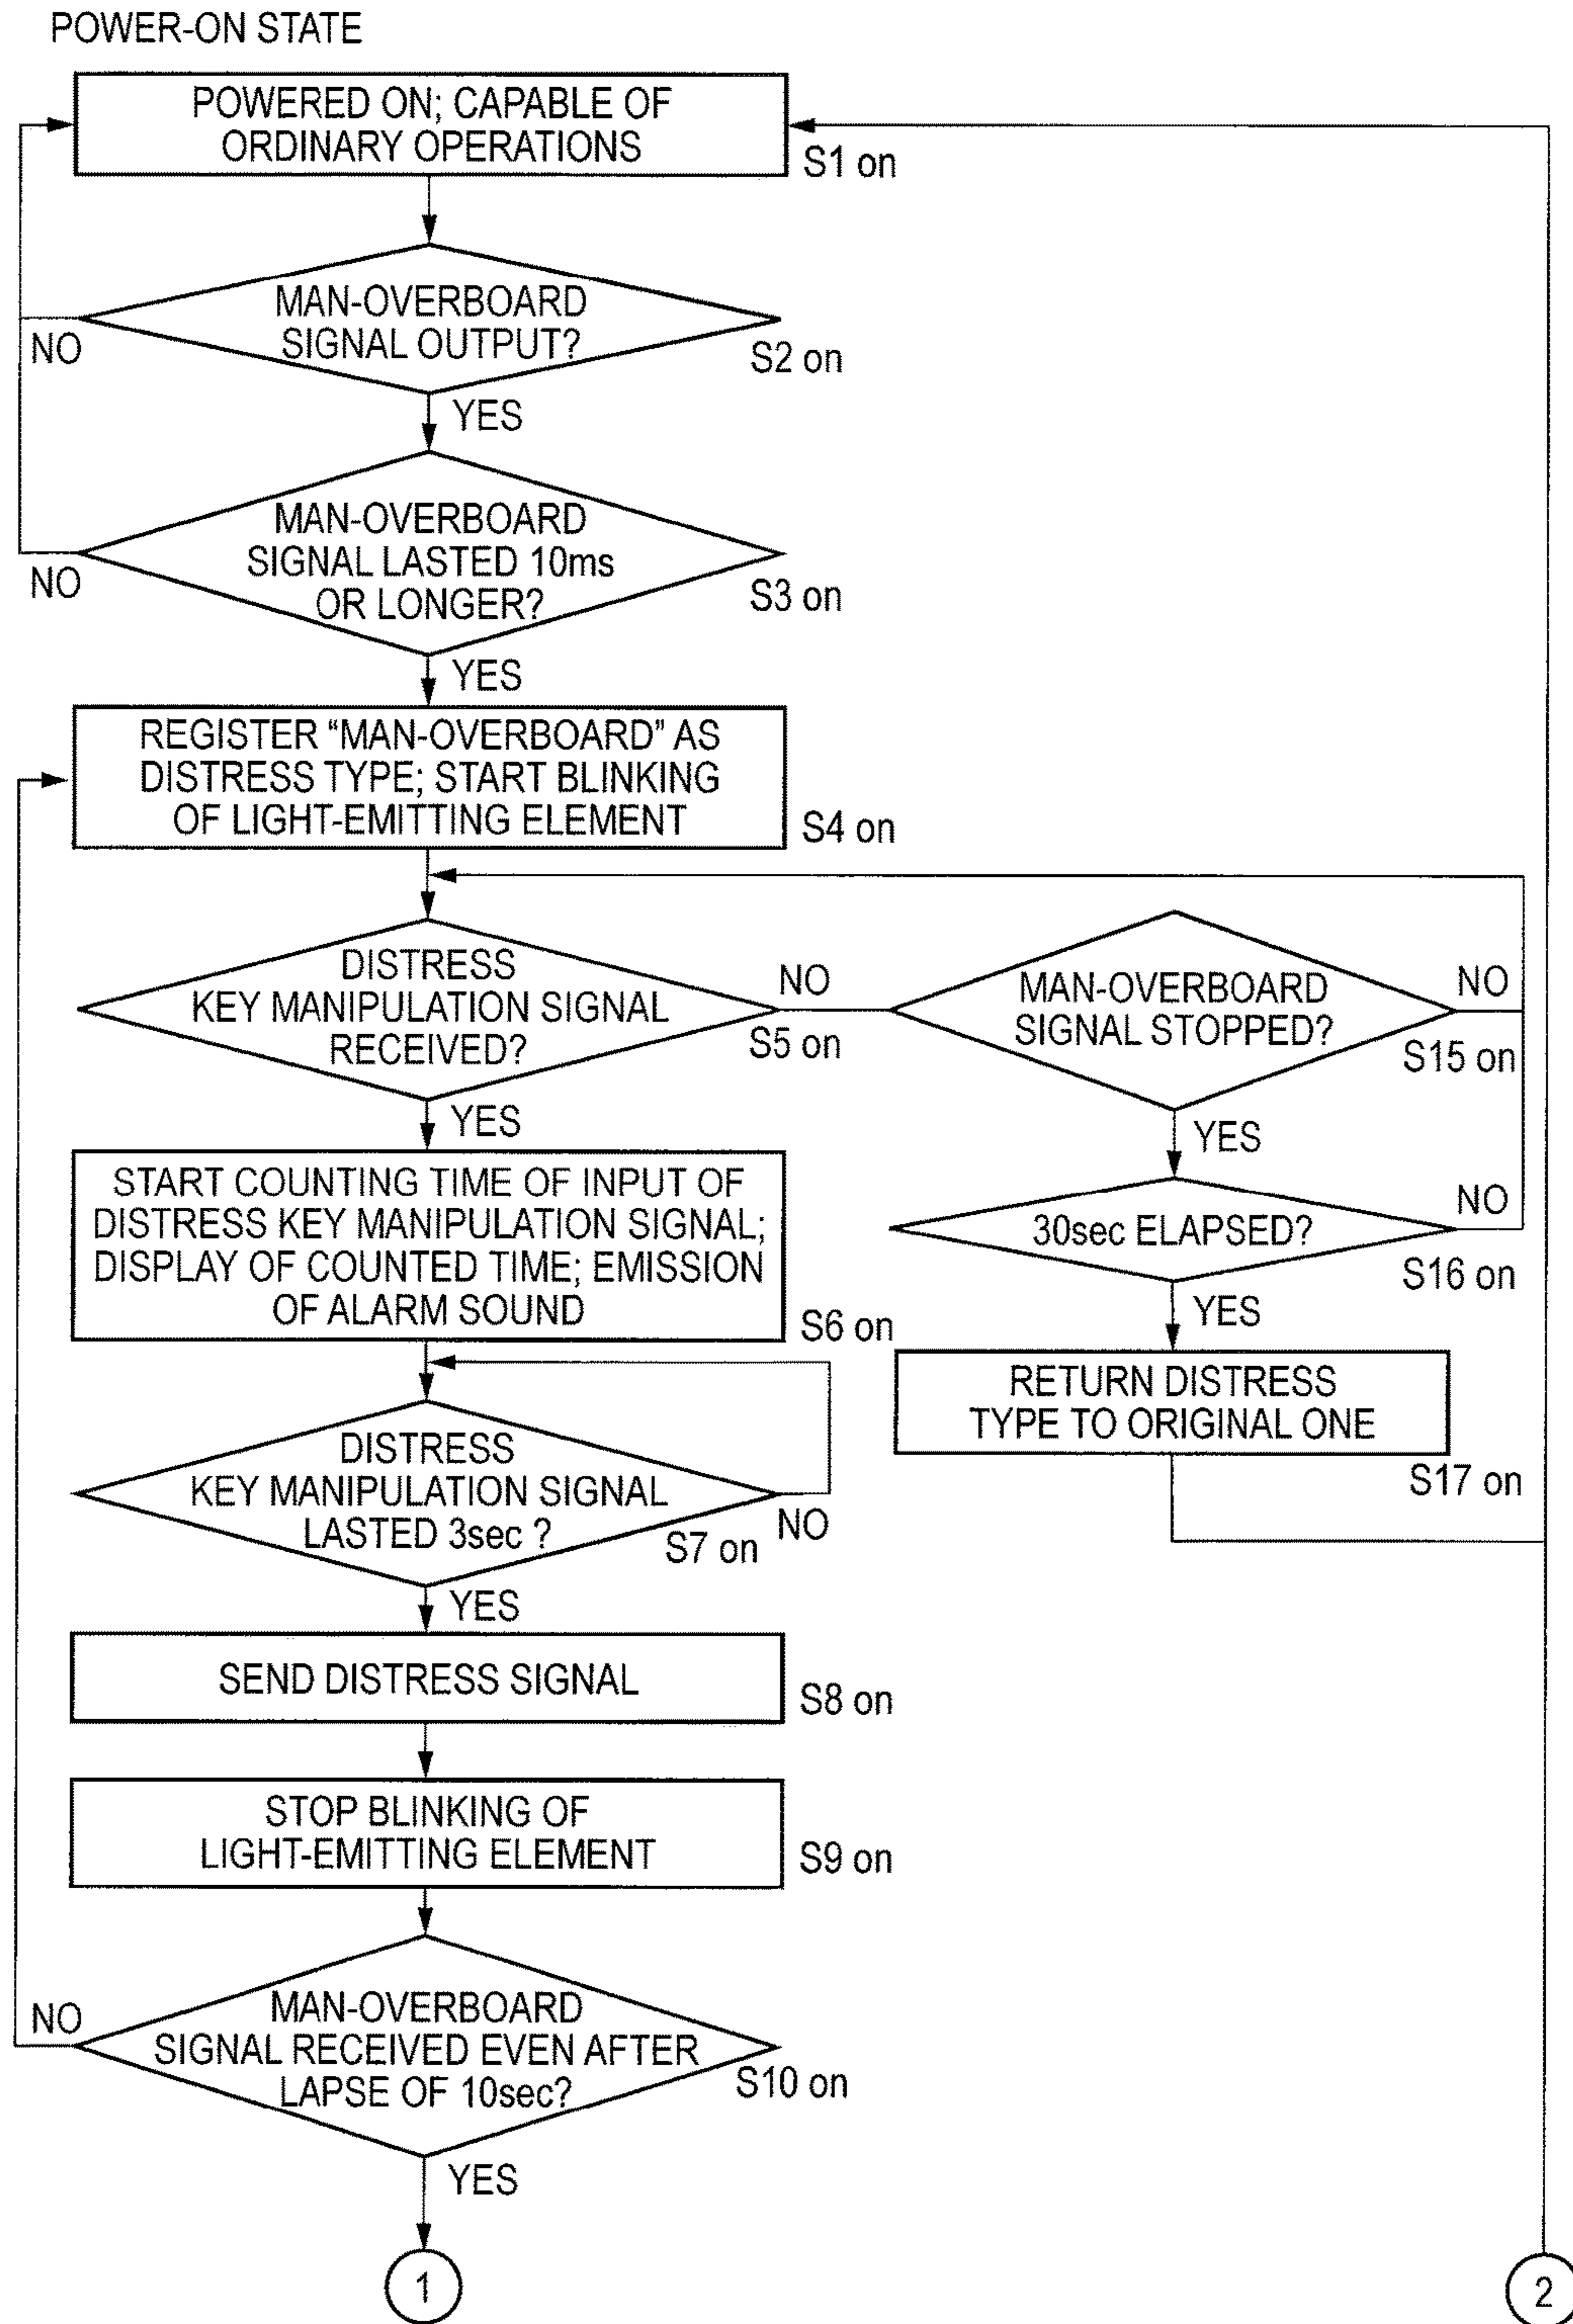 POWER-ON STATE
POWERED ON; CAPABLE OF
ORDINARY OPERATIONS
S1 on
MAN-OVERBOARD
SIGNAL OUTPUT?
NO
S2 on
YES
MAN-OVERBOARD
SIGNAL LASTED 10ms
OR LONGER?
NO
S3 on
YES
REGISTER “MAN-OVERBOARD” AS
DISTRESS TYPE; START BLINKING
OF LIGHT-EMITTING ELEMENT
S4 on
DISTRESS
KEY MANIPULATION SIGNAL
RECEIVED?
NO
S5 on
MAN-OVERBOARD
SIGNAL STOPPED?
NO
S15 on
YES
YES
START COUNTING TIME OF INPUT OF
DISTRESS KEY MANIPULATION SIGNAL;
DISPLAY OF COUNTED TIME; EMISSION
OF ALARM SOUND
S6 on
30sec ELAPSED?
NO
S16 on
YES
RETURN DISTRESS
TYPE TO ORIGINAL ONE
S17 on
DISTRESS
KEY MANIPULATION SIGNAL
LASTED 3sec ?
S7 on
NO
YES
SEND DISTRESS SIGNAL
S8 on
STOP BLINKING OF
LIGHT-EMITTING ELEMENT
S9 on
NO
MAN-OVERBOARD
SIGNAL RECEIVED EVEN AFTER
LAPSE OF 10sec?
S10 on
YES
1
2